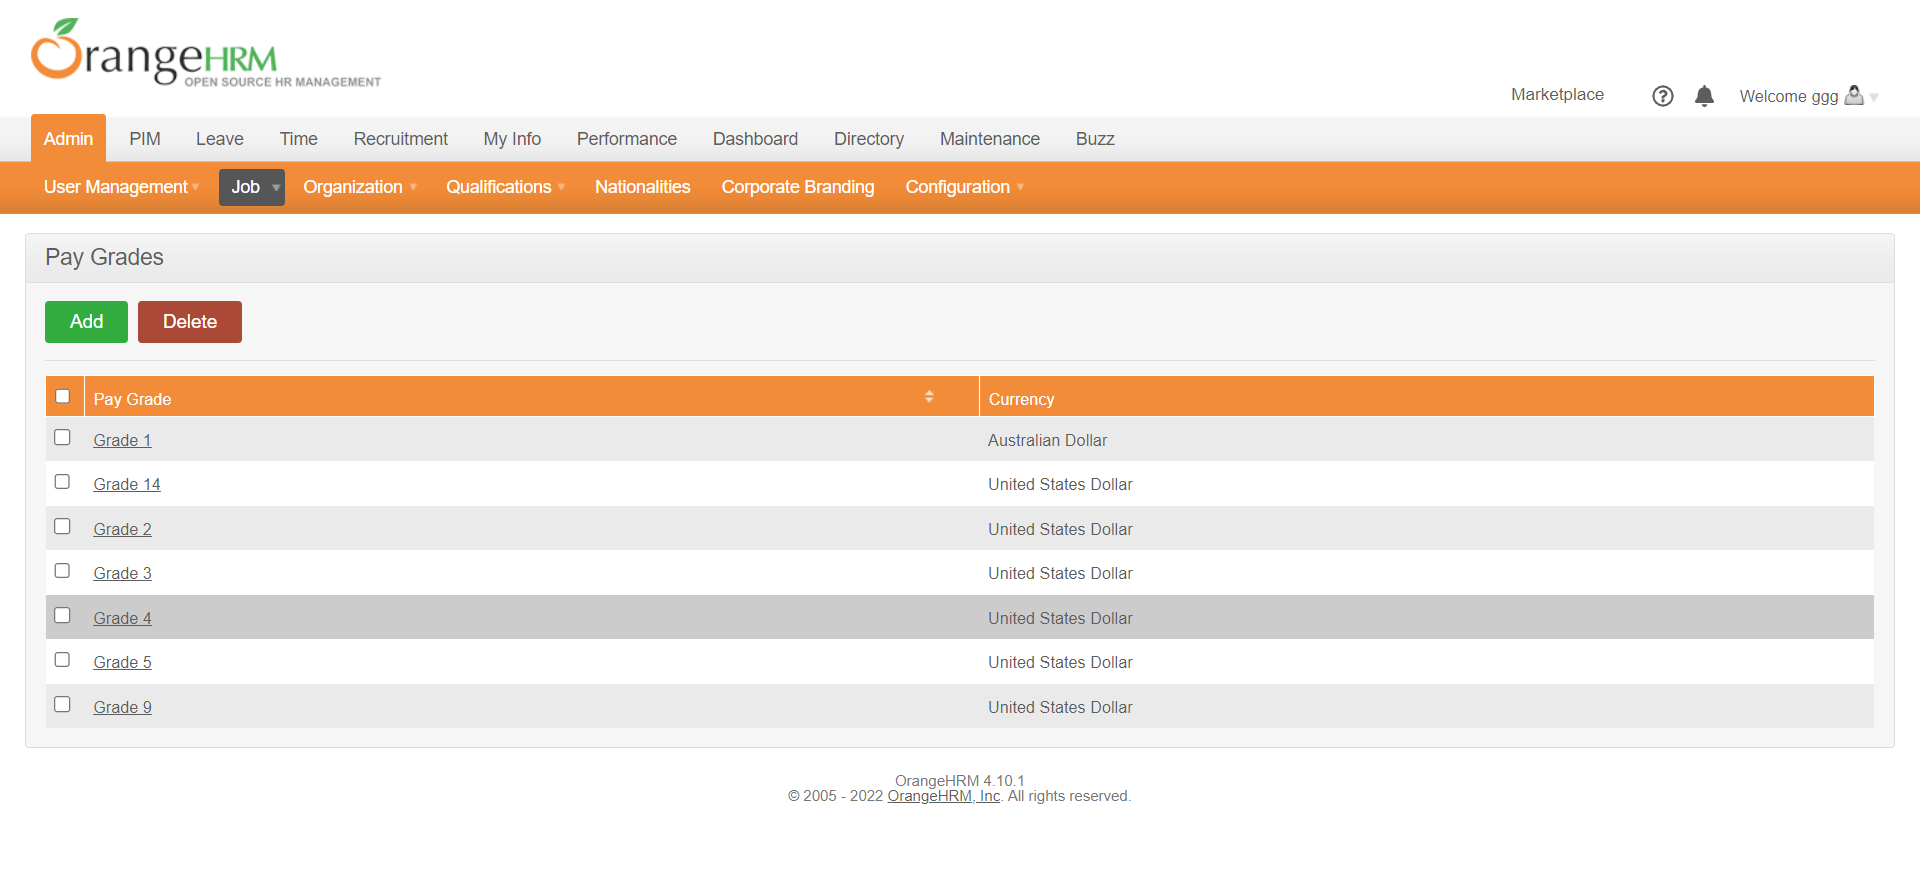 OrangeHRM
OPEN SOURCE HR MANAGEMENT
Marketplace
Welcome ggg
Admin PIM Leave Time Recruitment My Info Performance Dashboard Directory Maintenance Buzz
User Management Job Organization Qualifications Nationalities Corporate Branding Configuration
Pay Grades
Add Delete
Pay Grade Currency
Grade 1 Australian Dollar
Grade 14 United States Dollar
Grade 2 United States Dollar
Grade 3 United States Dollar
Grade 4 United States Dollar
Grade 5 United States Dollar
Grade 9 United States Dollar
OrangeHRM 4.10.1
© 2005 - 2022 OrangeHRM, Inc. All rights reserved.